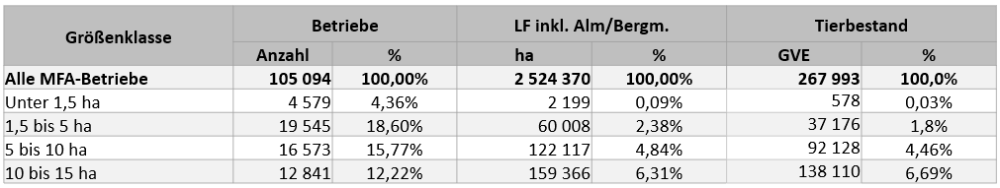 Größenklasse Betriebe LF inkl. Alm/Bergm. Tierbestand
Anzahl % ha % GVE %
Alle MFA-Betriebe 105 094 100,00% 2 524 370 100,00% 267 993 100,0%
Unter 1,5 ha 4 579 4,36% 2 199 0,09% 578 0,03%
1,5 bis 5 ha 19 545 18,60% 60 008 2,38% 37 176 1,8%
5 bis 10 ha 16 573 15,77% 122 117 4,84% 92 128 4,46%
10 bis 15 ha 12 841 12,22% 159 366 6,31% 138 110 6,69%